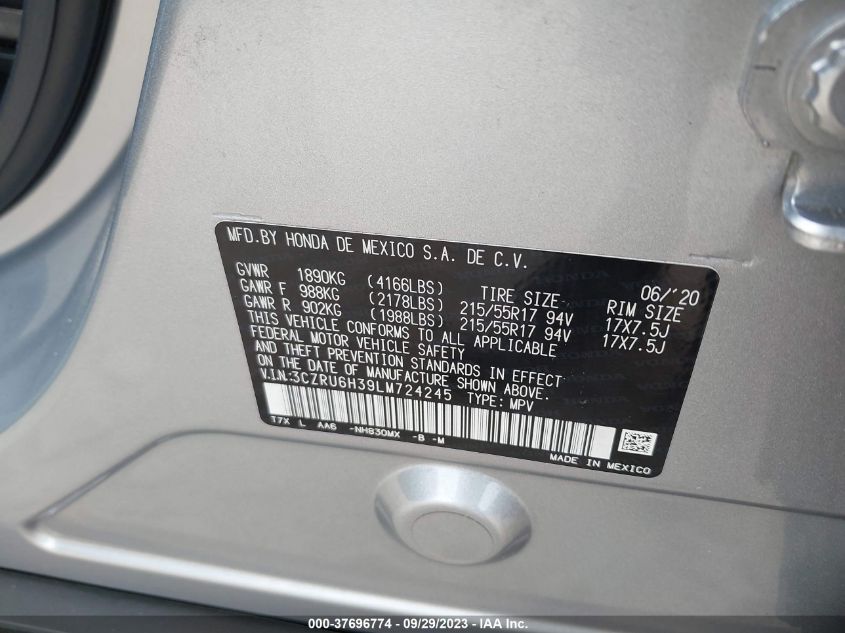 MFD.BY HONDA DE MEXICO S.A. DE C.V.
06/'20
GVWR 1890KG (4166LBS) TIRE SIZE RIM SIZE
GAWR F 988KG (2178LBS) 215/55R17 94V 17X7.5J
GAWR R 902KG (1988LBS) 215/55R17 94V 17X7.5J
THIS VEHICLE CONFORMS TO ALL APPLICABLE
FEDERAL MOTOR VEHICLE SAFETY
AND THEFT PREVENTION STANDARDS IN EFFECT
ON THE DATE OF MANUFACTURE SHOWN ABOVE.
V.I.N:3CZRU6H39LM724245 TYPE: MPV
T7X L AA6 -NH830MX -B -M
MADE IN MEXICO
000-37696774 - 09/29/2023 - © IAA Inc.